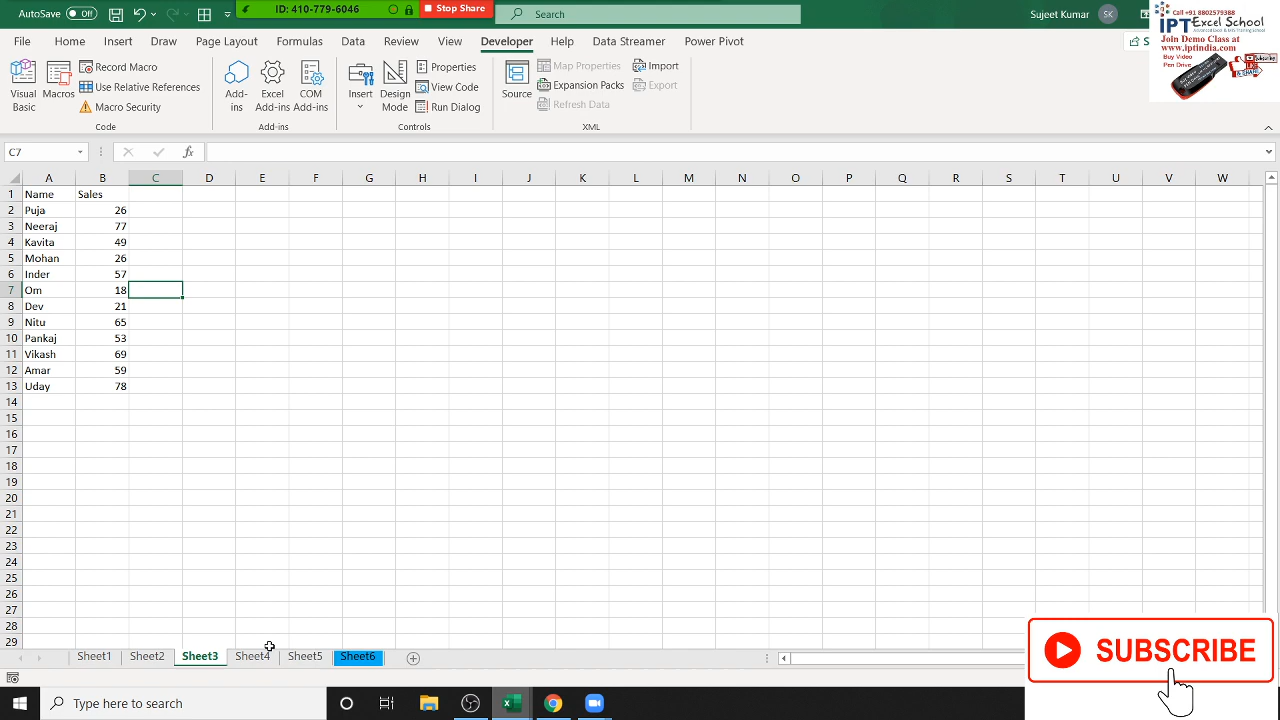 AutoSave Off
ID: 410-779-6046
Stop Share
Search
Sujeet Kumar
SK
Call +91 8802579388
IPT Excel School
Join Demo Class at
www.iptindia.com
Buy Video
Pen Drive
File Home Insert Draw Page Layout Formulas Data Review View Developer Help Data Streamer Power Pivot
Visual Basic
Macros
Record Macro
Use Relative References
Macro Security
Code
Add-ins
Excel Add-ins
COM Add-ins
Add-ins
Insert
Design Mode
Properties
View Code
Run Dialog
Controls
Source
Map Properties
Expansion Packs
Refresh Data
Import
Export
XML
C7
fx
A B C D E F G H I J K L M N O P Q R S T U V W
1 Name Sales
2 Puja 26
3 Neeraj 77
4 Kavita 49
5 Mohan 26
6 Inder 57
7 Om 18
8 Dev 21
9 Nitu 65
10 Pankaj 53
11 Vikash 69
12 Amar 59
13 Uday 78
14
15
16
17
18
19
20
21
22
23
24
25
26
27
28
29
Sheet1 Sheet2 Sheet3 Sheet4 Sheet5 Sheet6
SUBSCRIBE
Type here to search